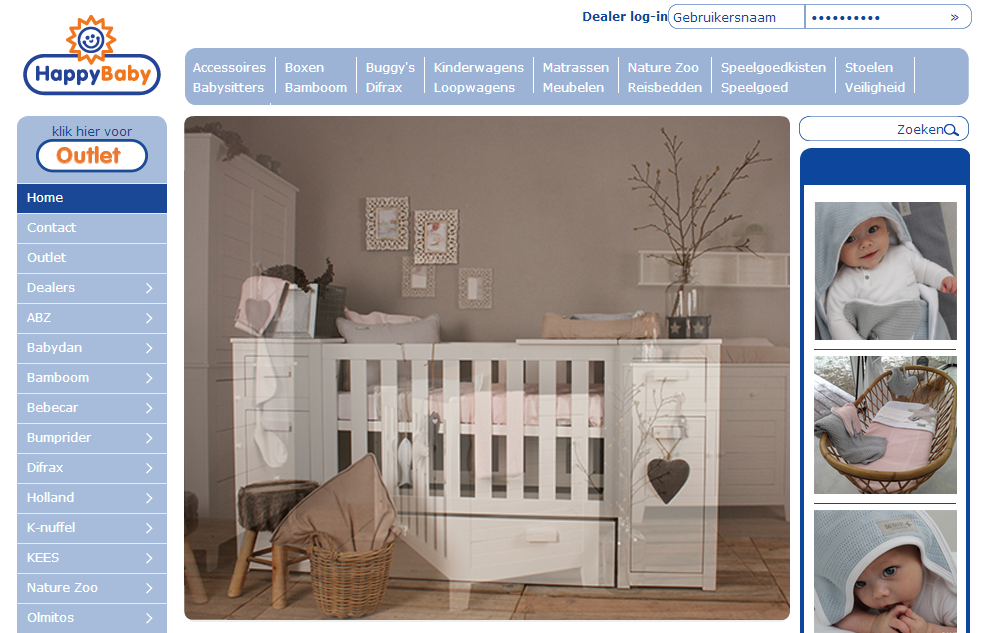 Dealer log-in Gebruikersnaam •••••••••• »
HappyBaby
Accessoires Boxen Buggy's Kinderwagens Matrassen Nature Zoo Speelgoedkisten Stoelen
Babysitters Bamboom Difrax Loopwagens Meubelen Reisbedden Speelgoed Veiligheid
klik hier voor
Outlet
Zoeken
Home
Contact
Outlet
Dealers
ABZ
Babydan
Bamboom
Bebecar
Bumprider
Difrax
Holland
K-nuffel
KEES
Nature Zoo
Olmitos